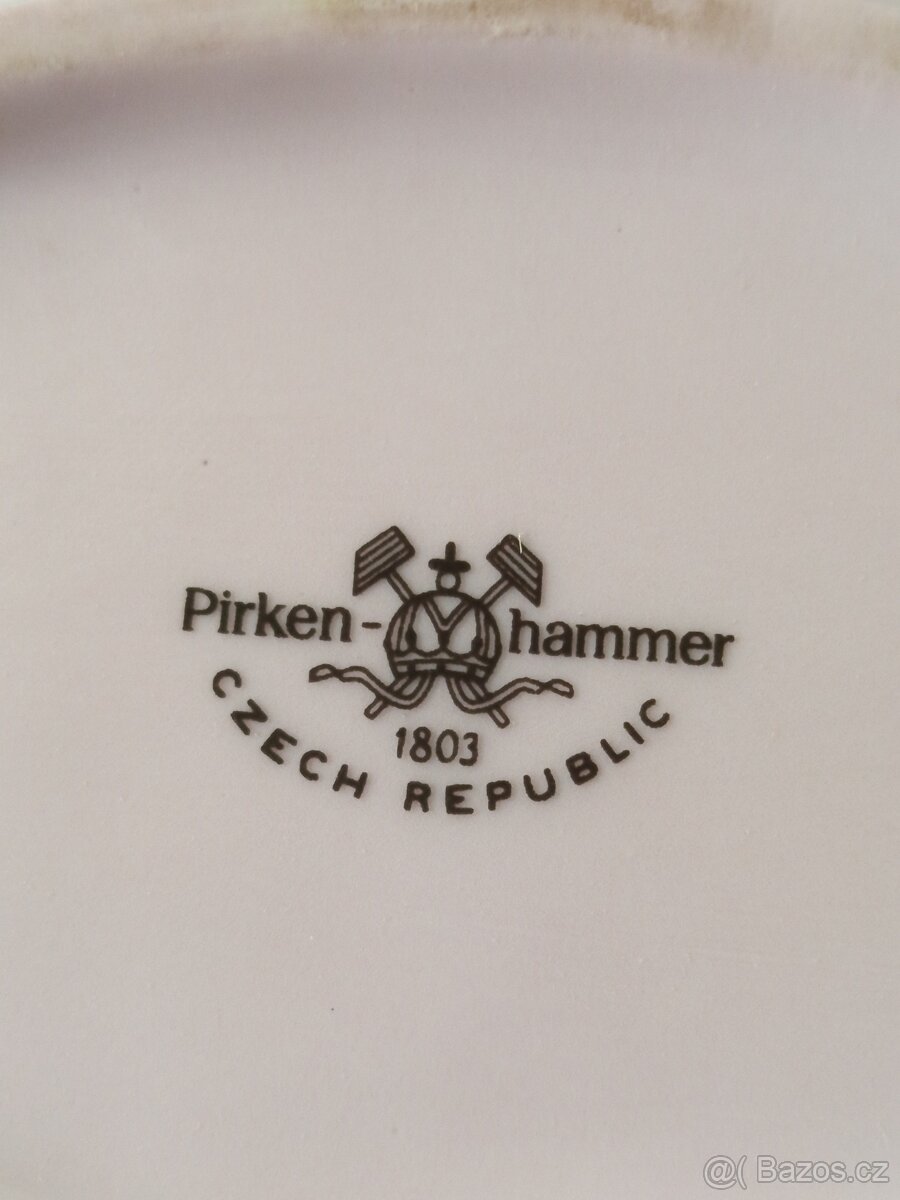 Pirken-hammer
1803
CZECH REPUBLIC
@( Bazos.cz